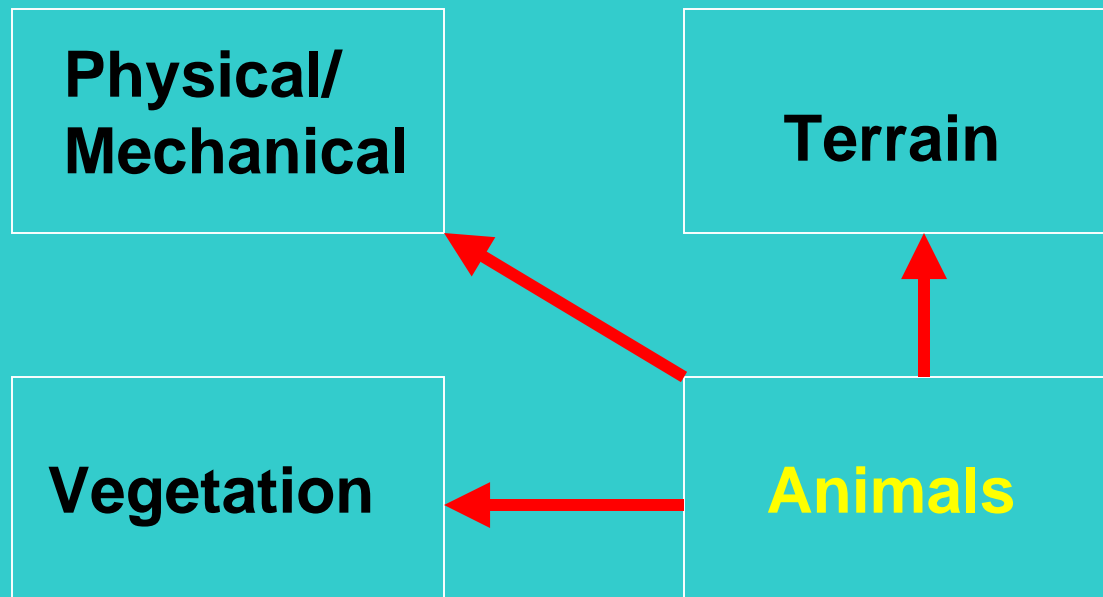 Physical/
Mechanical
Terrain
Vegetation
Animals